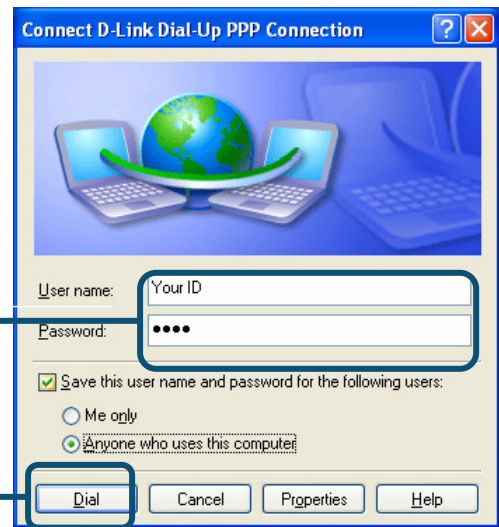 Connect D-Link Dial-Up PPP Connection
User name: Your ID
Password: ••••
Save this user name and password for the following users:
Me only
Anyone who uses this computer
Dial Cancel Properties Help